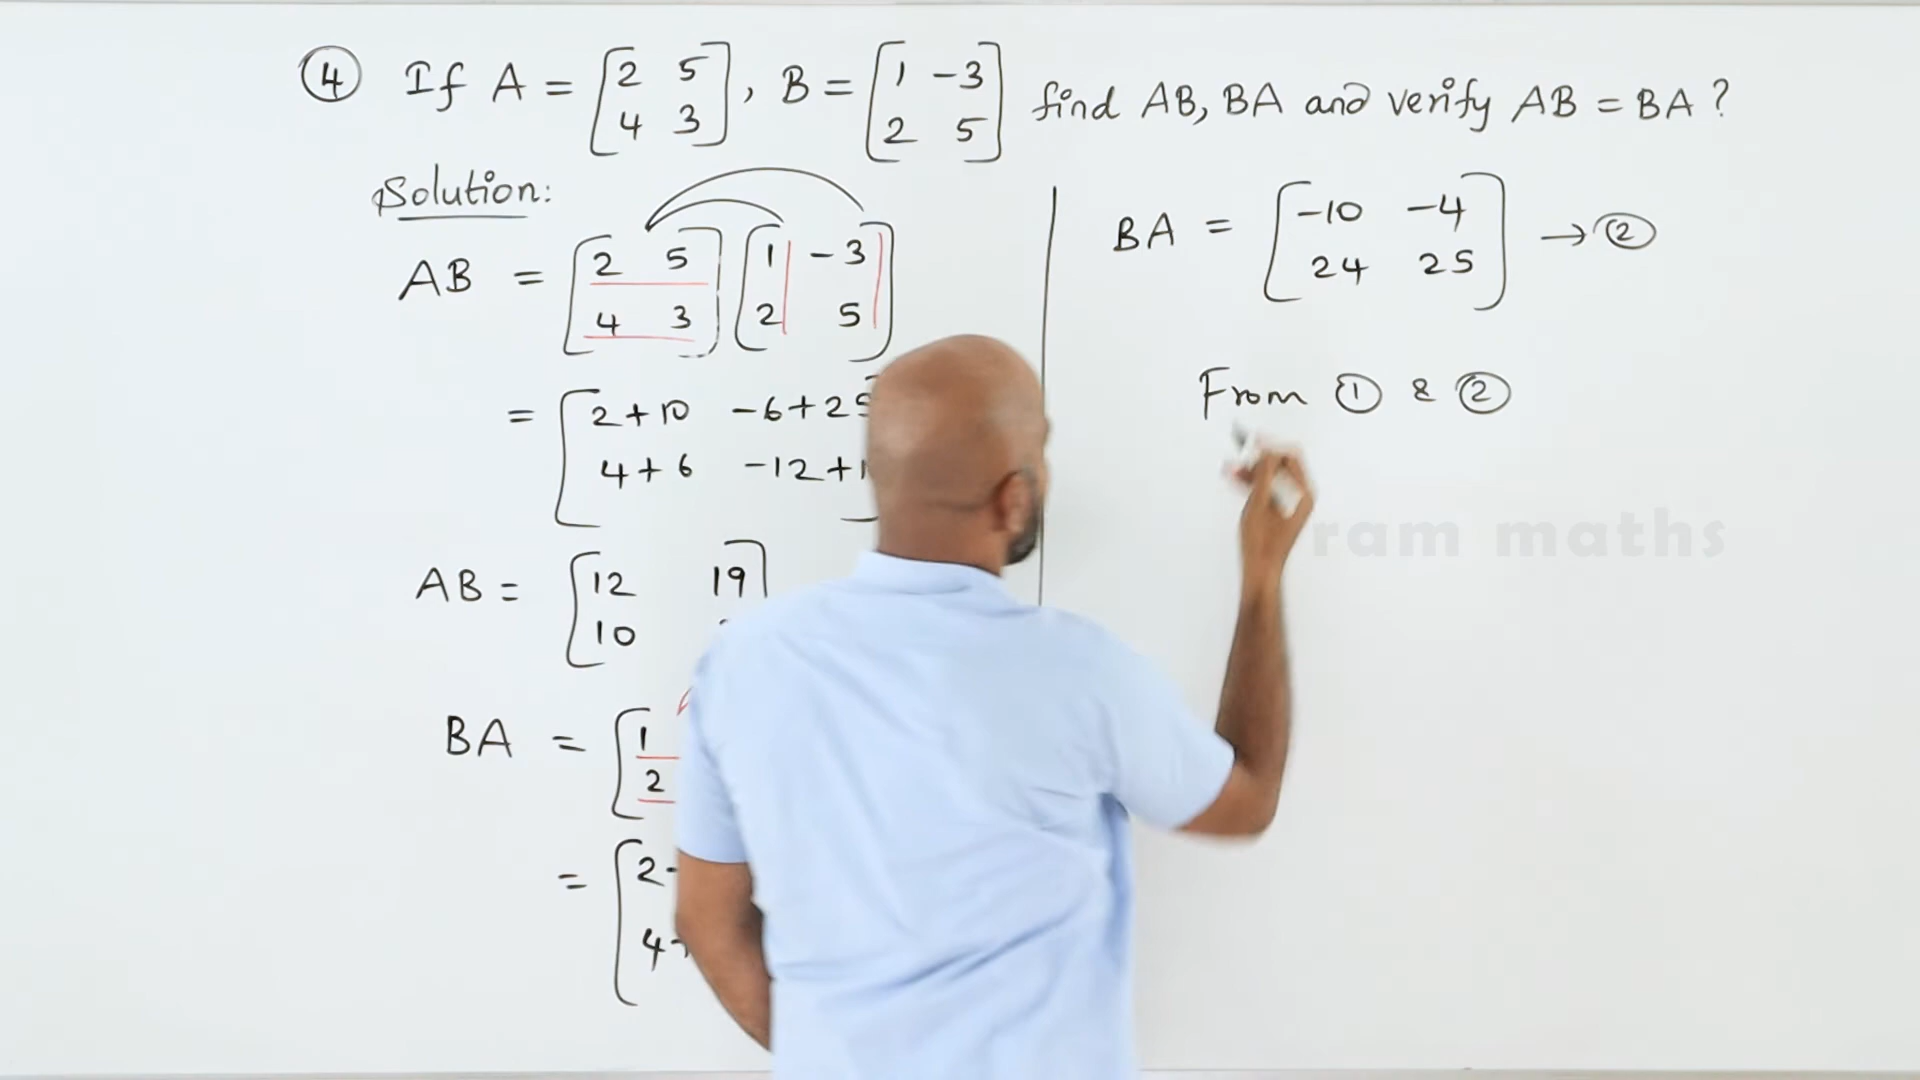 ④ If A = [2 5; 4 3], B = [1 -3; 2 5] find AB, BA and verify AB = BA ?
Solution:
AB = [2 5; 4 3] [1 -3; 2 5]
= [2+10 -6+25; 4+6 -12+1
AB = [12 19; 10
BA = [1; 2
= [2-; 4+
BA = [-10 -4; 24 25] → ②
From ① & ②
ram maths